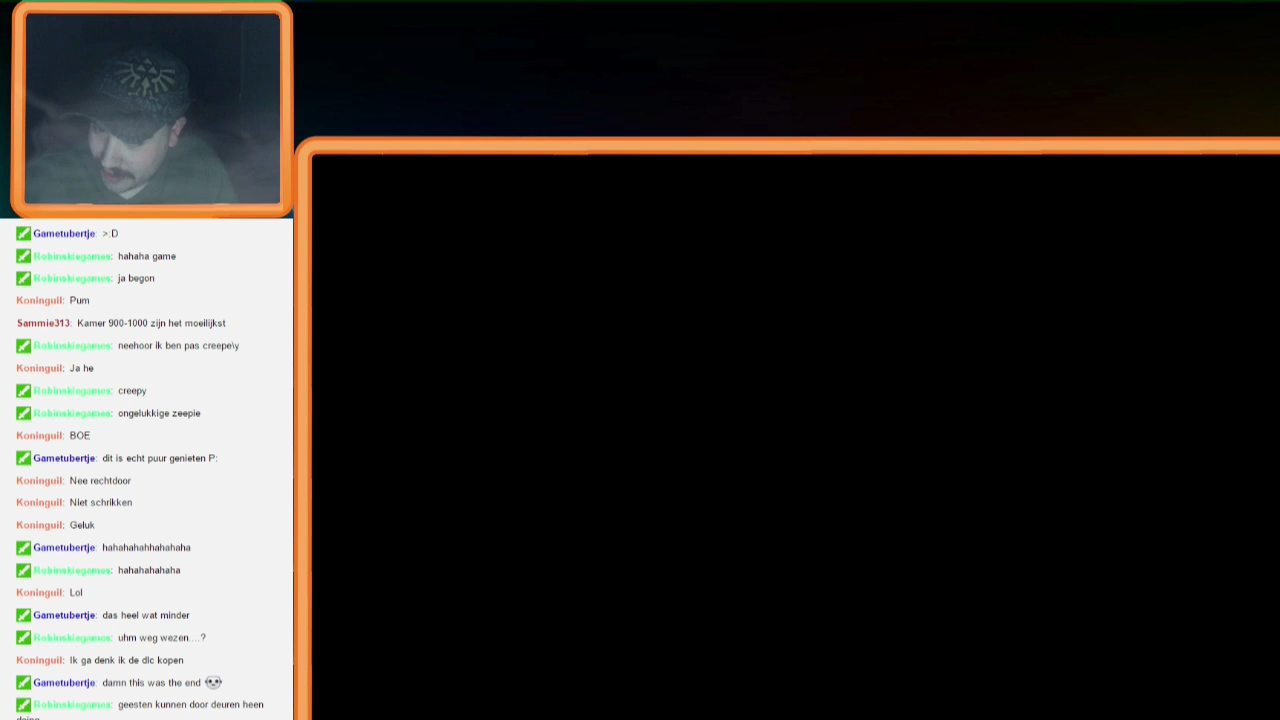 Gametubertje: >:D
Robinskiegames: hahaha game
Robinskiegames: ja begon
Koninguil: Pum
Sammie313: Kamer 900-1000 zijn het moeilijkst
Robinskiegames: neehoor ik ben pas creepe\y
Koninguil: Ja he
Robinskiegames: creepy
Robinskiegames: ongelukkige zeepie
Koninguil: BOE
Gametubertje: dit is echt puur genieten P:
Koninguil: Nee rechtdoor
Koninguil: Niet schrikken
Koninguil: Geluk
Gametubertje: hahahahahhahahaha
Robinskiegames: hahahahahaha
Koninguil: Lol
Gametubertje: das heel wat minder
Robinskiegames: uhm weg wezen....?
Koninguil: Ik ga denk ik de dlc kopen
Gametubertje: damn this was the end
Robinskiegames: geesten kunnen door deuren heen